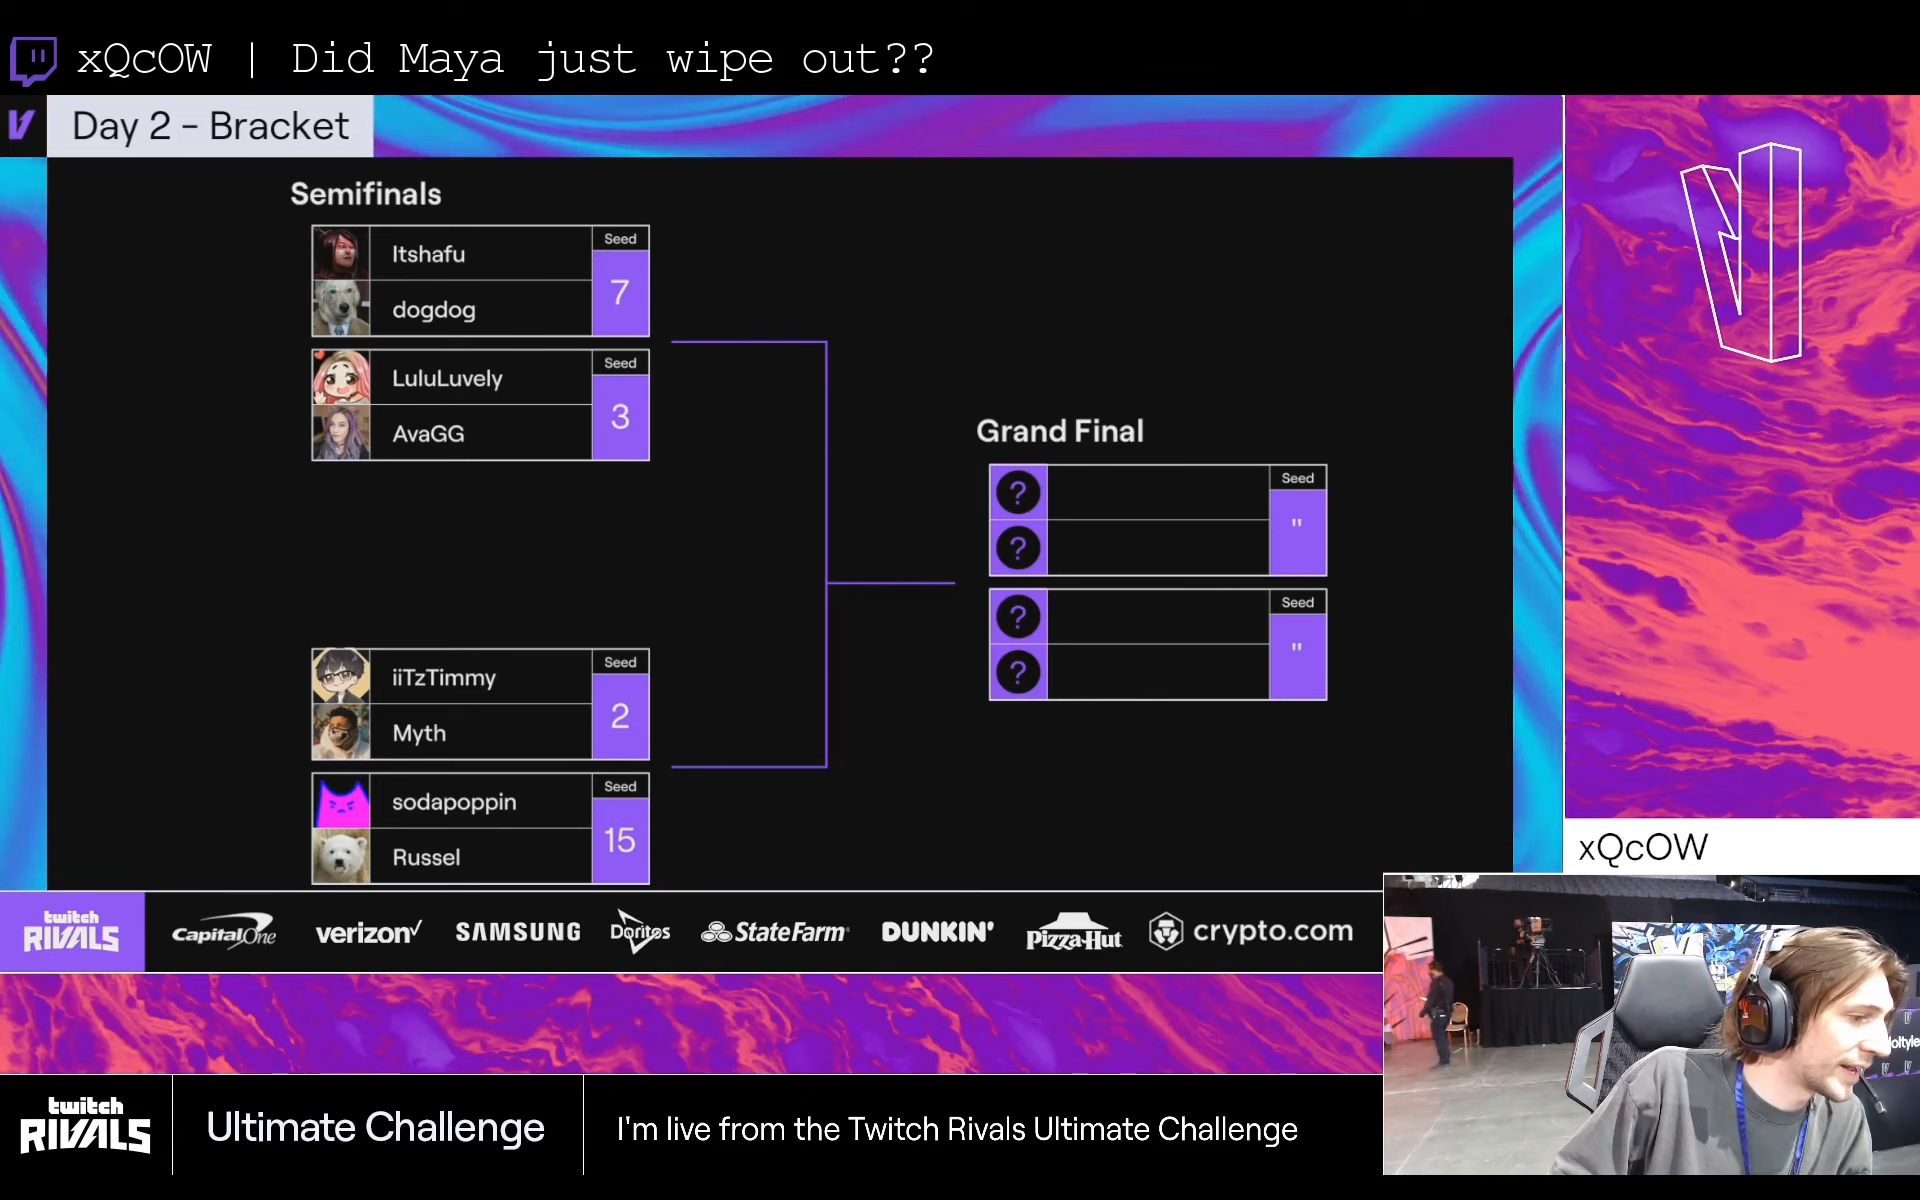 xQcOW | Did Maya just wipe out??
Day 2 - Bracket
Semifinals
Seed
Itshafu
7
dogdog
Seed
LuluLuvely
3
AvaGG
Grand Final
Seed
?
"
?
Seed
?
"
?
Seed
iiTzTimmy
2
Myth
Seed
sodapoppin
15
Russel
xQcOW
twitch
RIVALS
Capital One
verizon
SAMSUNG
Doritos
StateFarm
DUNKIN'
Pizza Hut
crypto.com
loltyle
twitch
RIVALS
Ultimate Challenge
I'm live from the Twitch Rivals Ultimate Challenge